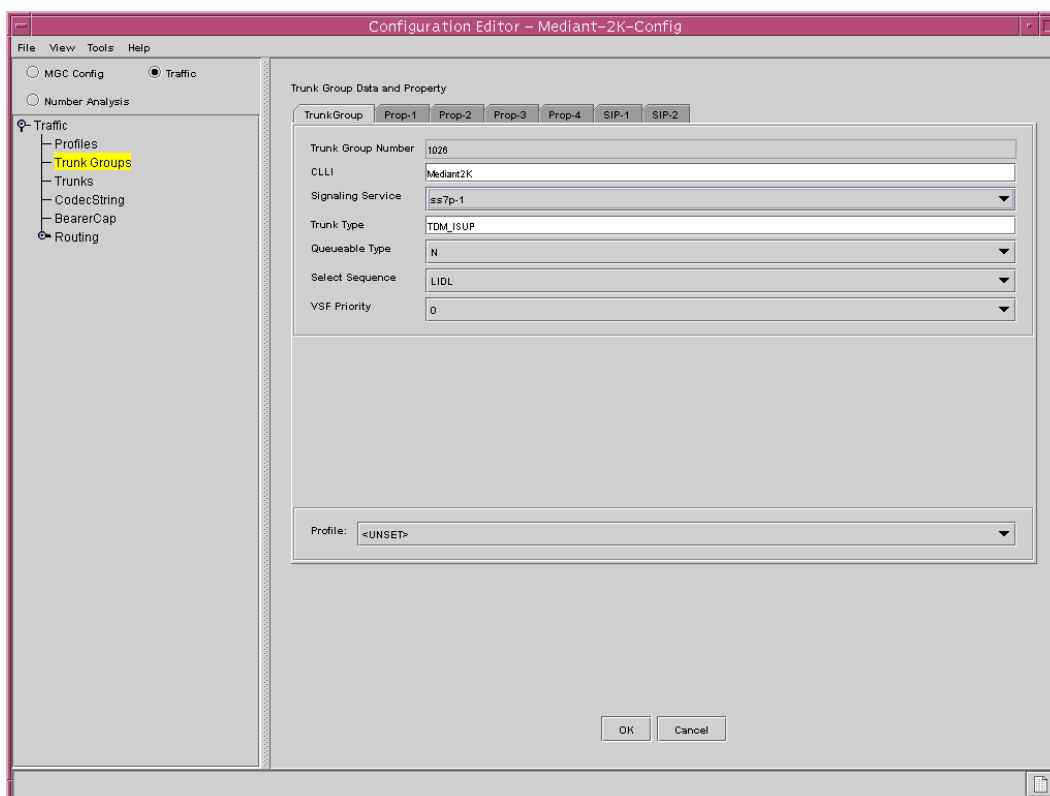 Configuration Editor – Mediant–2K–Config
File View Tools Help
MGC Config Traffic
Number Analysis
Traffic
Profiles
Trunk Groups
Trunks
CodecString
BearerCap
Routing
Trunk Group Data and Property
TrunkGroup Prop-1 Prop-2 Prop-3 Prop-4 SIP-1 SIP-2
Trunk Group Number 1026
CLLI Mediant2K
Signaling Service ss7p-1
Trunk Type TDM_ISUP
Queueable Type N
Select Sequence LIDL
VSF Priority 0
Profile: <UNSET>
OK Cancel